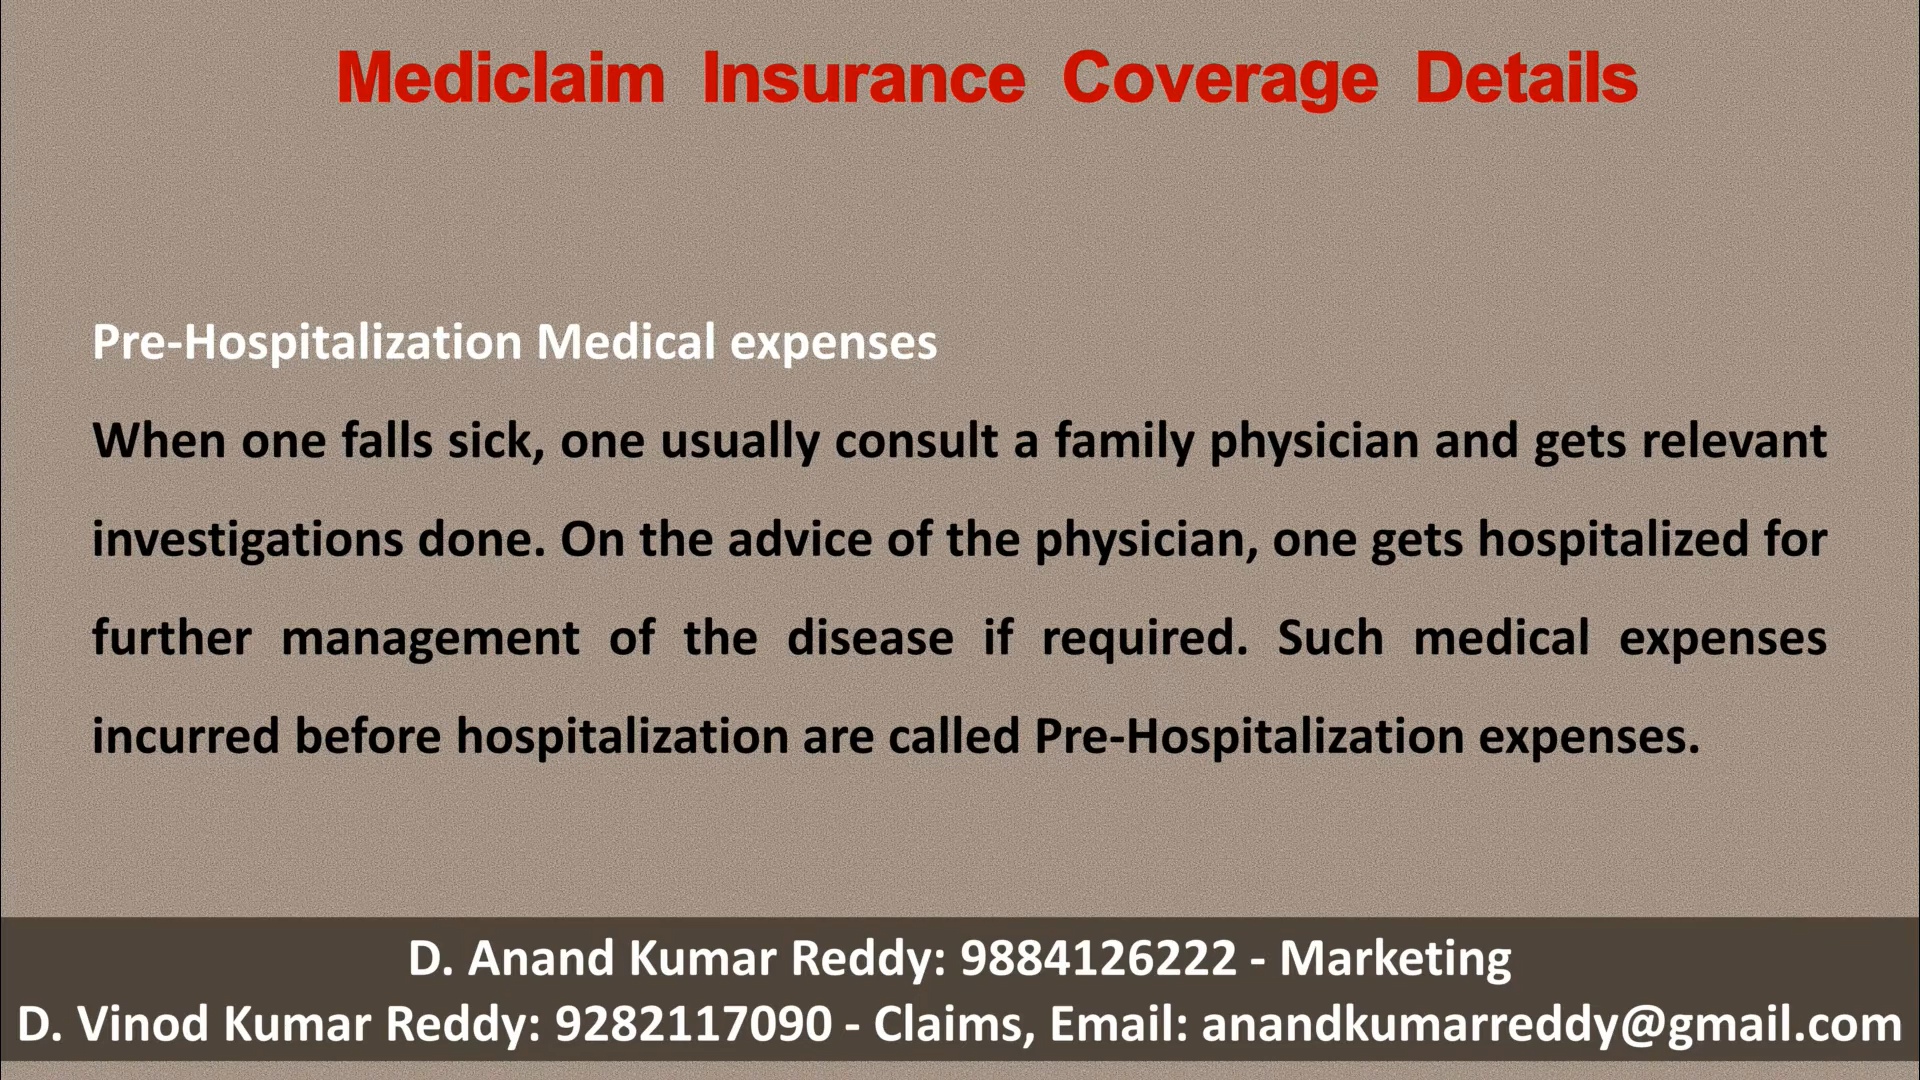 Mediclaim Insurance Coverage Details
Pre-Hospitalization Medical expenses
When one falls sick, one usually consult a family physician and gets relevant
investigations done. On the advice of the physician, one gets hospitalized for
further management of the disease if required. Such medical expenses
incurred before hospitalization are called Pre-Hospitalization expenses.
D. Anand Kumar Reddy: 9884126222 - Marketing
D. Vinod Kumar Reddy: 9282117090 - Claims, Email: anandkumarreddy@gmail.com